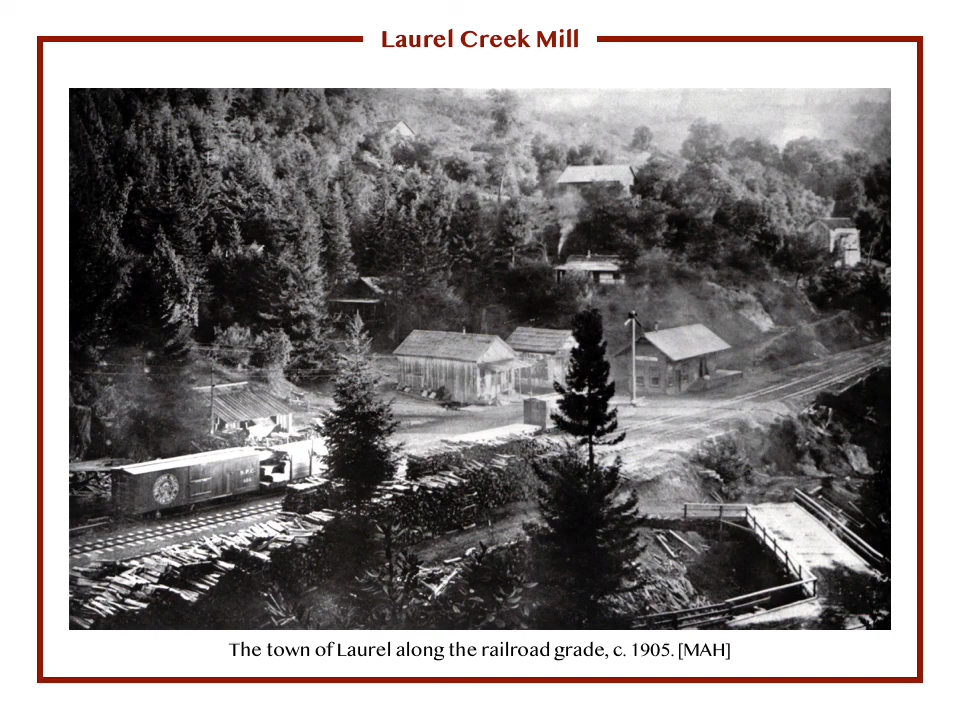 Laurel Creek Mill
The town of Laurel along the railroad grade, c. 1905. [MAH]